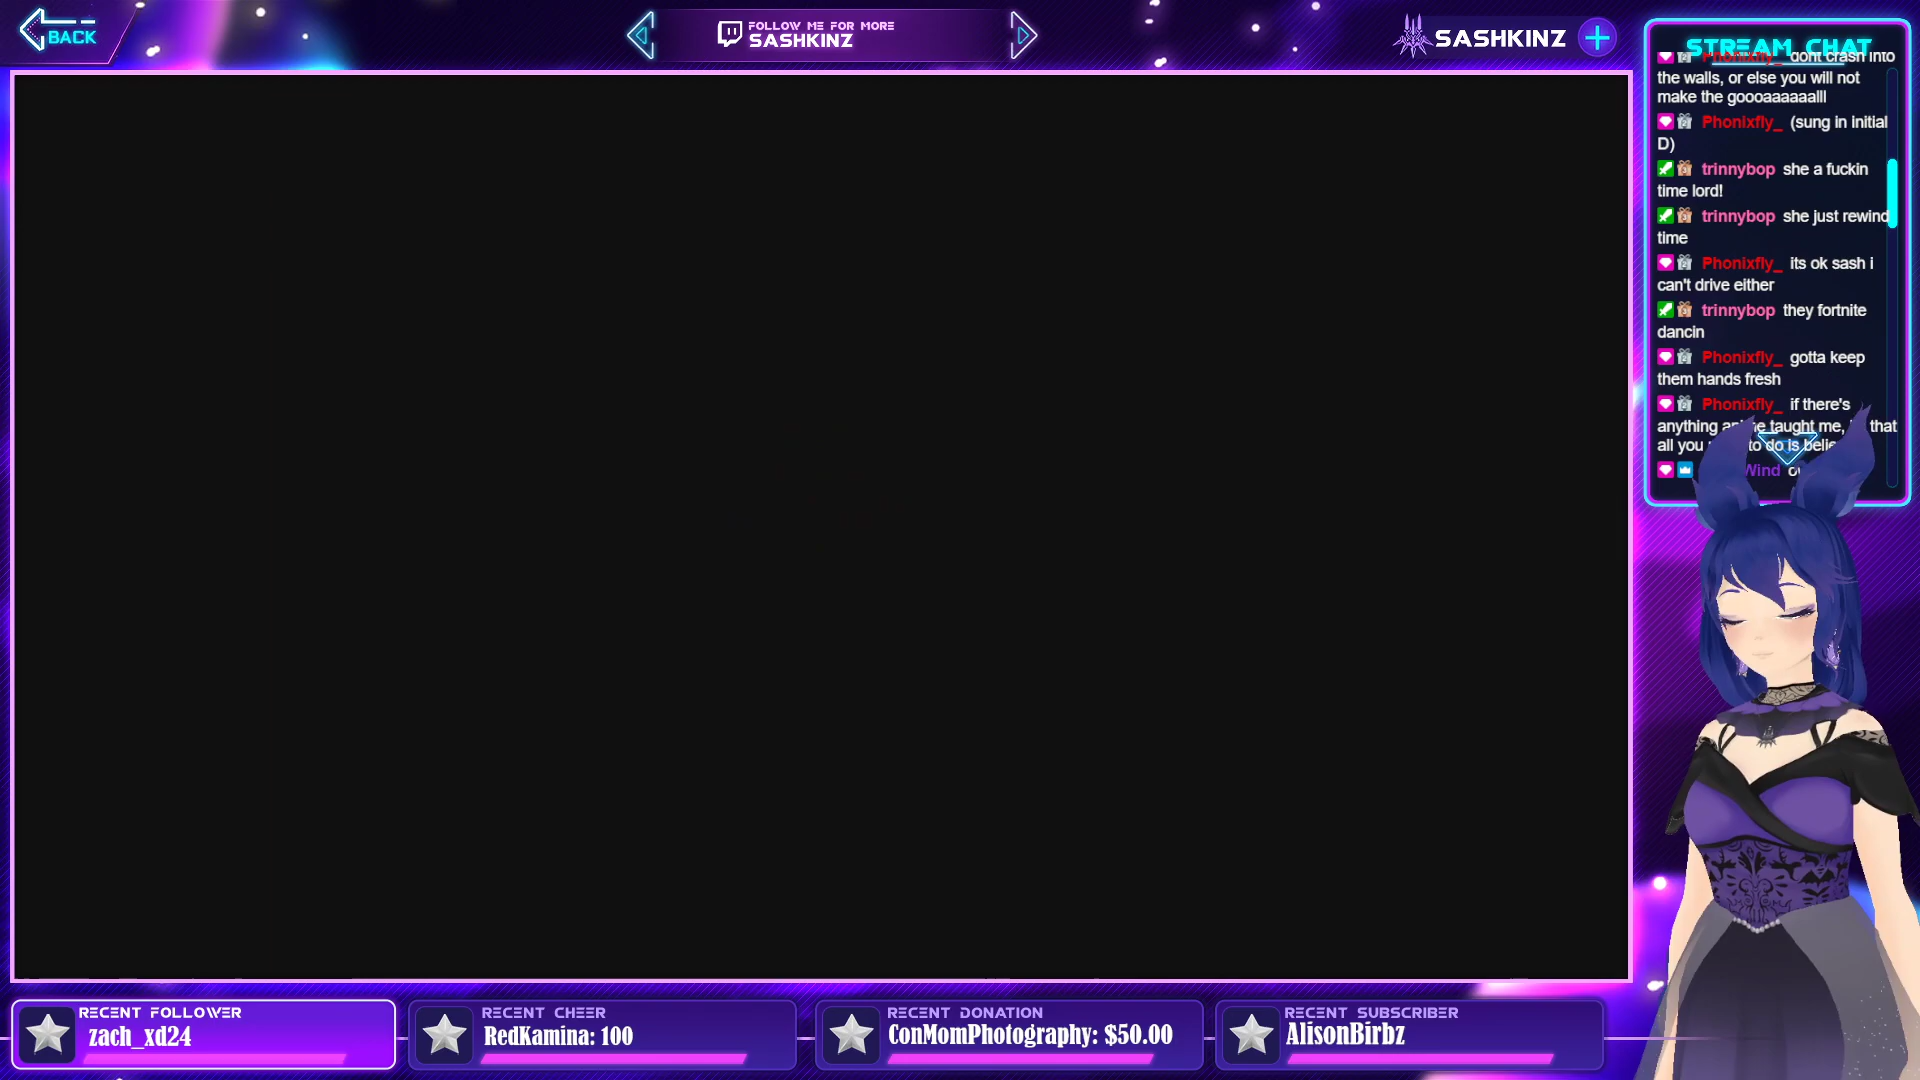 BACK
FOLLOW ME FOR MORE
SASHKINZ
SASHKINZ
STREAM CHAT
Phonixfly_ dont crash into
the walls, or else you will not
make the goooaaaaaalll
Phonixfly_ (sung in initial
D)
trinnybop she a fuckin
time lord!
trinnybop she just rewind
time
Phonixfly_ its ok sash i
can't drive either
trinnybop they fortnite
dancin
Phonixfly_ gotta keep
them hands fresh
Phonixfly_ if there's
anything taught me, that
all you to do is
Wind
RECENT FOLLOWER
zach_xd24
RECENT CHEER
RedKamina: 100
RECENT DONATION
ConMomPhotography: $50.00
RECENT SUBSCRIBER
AlisonBirbz